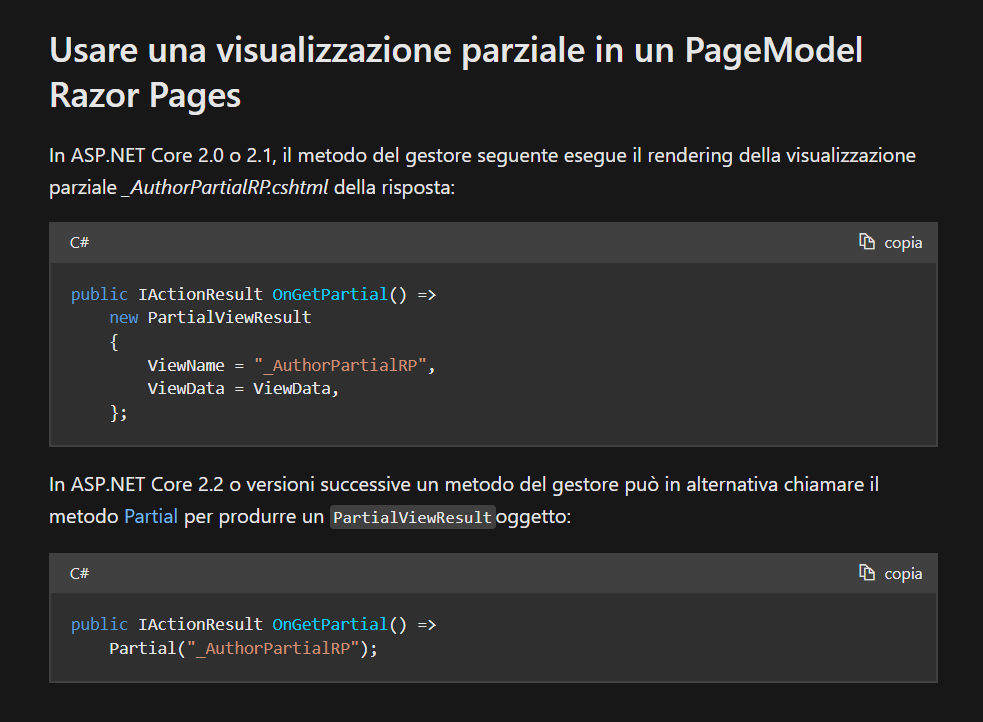 Usare una visualizzazione parziale in un PageModel
Razor Pages
In ASP.NET Core 2.0 o 2.1, il metodo del gestore seguente esegue il rendering della visualizzazione
parziale _AuthorPartialRP.cshtml della risposta:
C# copia
public IActionResult OnGetPartial() =>
    new PartialViewResult
    {
        ViewName = "_AuthorPartialRP",
        ViewData = ViewData,
    };
In ASP.NET Core 2.2 o versioni successive un metodo del gestore può in alternativa chiamare il
metodo Partial per produrre un PartialViewResult oggetto:
C# copia
public IActionResult OnGetPartial() =>
    Partial("_AuthorPartialRP");